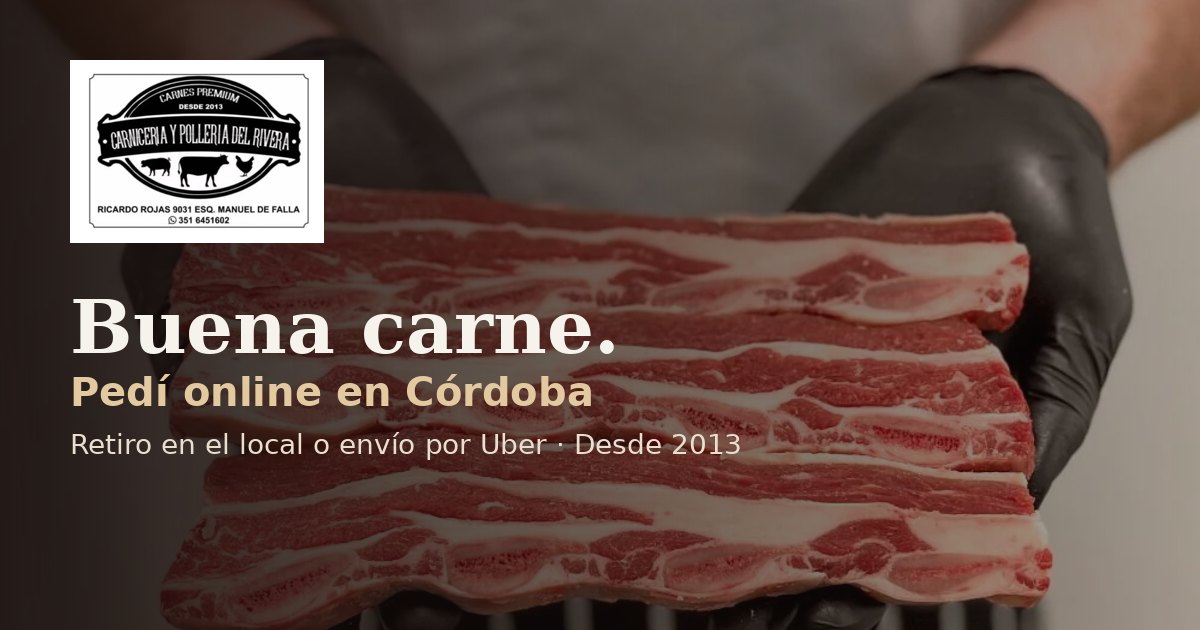 CARNES PREMIUM
DESDE 2013
CARNICERIA Y POLLERIA DEL RIVERA
RICARDO ROJAS 9031 ESQ. MANUEL DE FALLA
351 6451602
Buena carne.
Pedí online en Córdoba
Retiro en el local o envío por Uber · Desde 2013